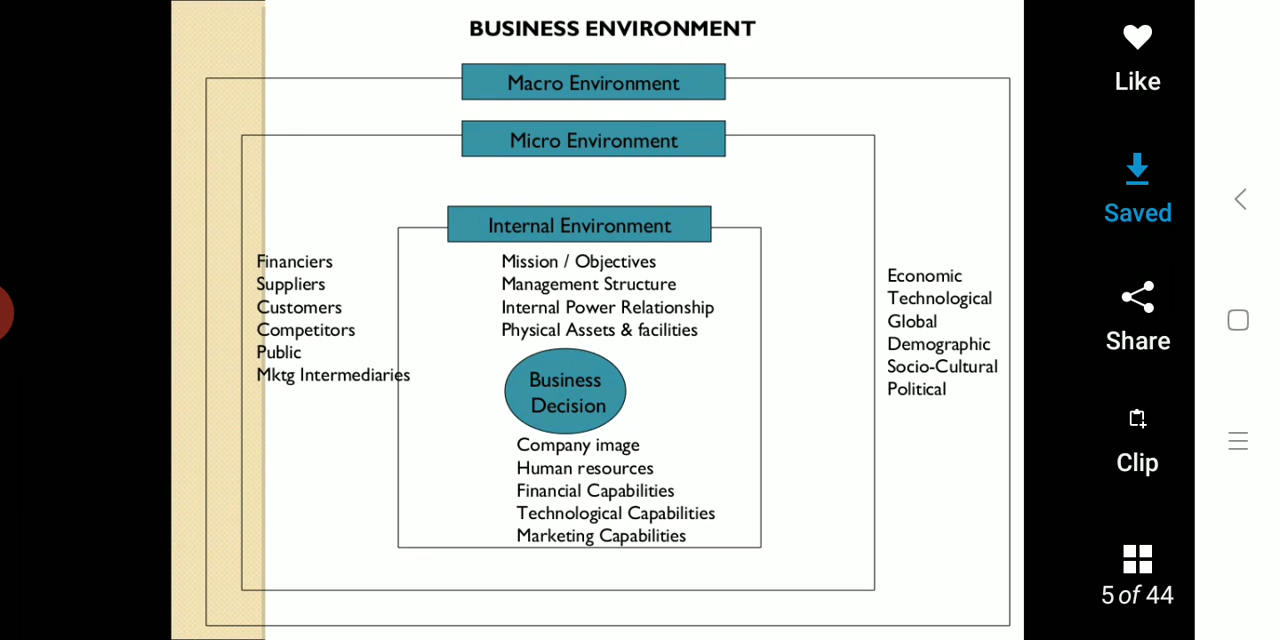 BUSINESS ENVIRONMENT
Macro Environment
Micro Environment
Internal Environment
Financiers
Suppliers
Customers
Competitors
Public
Mktg Intermediaries
Mission / Objectives
Management Structure
Internal Power Relationship
Physical Assets & facilities
Business
Decision
Company image
Human resources
Financial Capabilities
Technological Capabilities
Marketing Capabilities
Economic
Technological
Global
Demographic
Socio-Cultural
Political
Like
Saved
Share
Clip
5 of 44